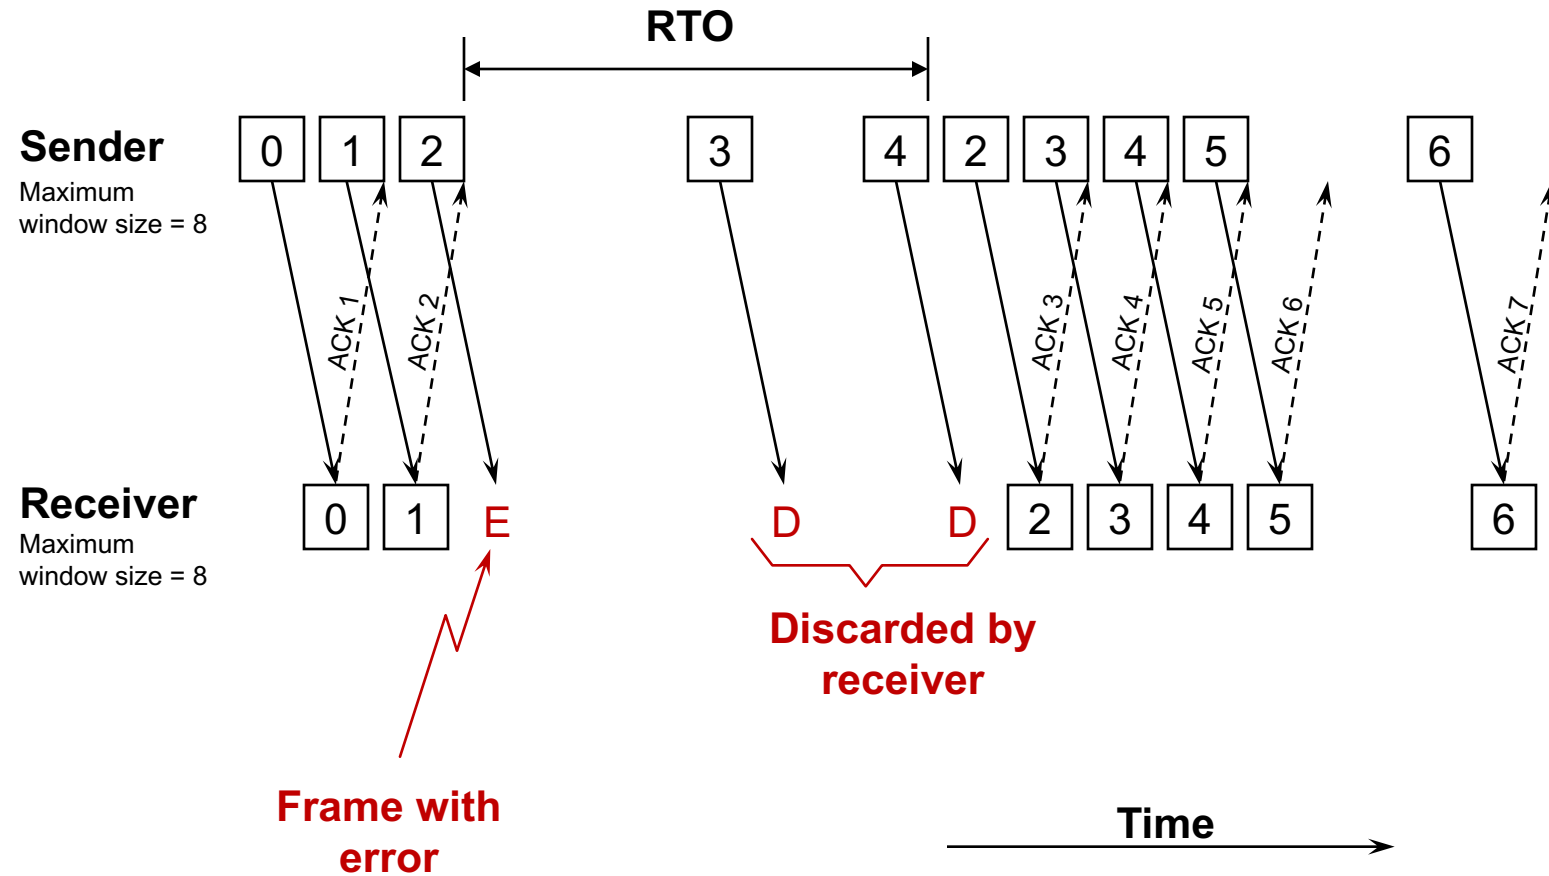 RTO
Sender
Maximum
window size = 8
0 1 2 3 4 2 3 4 5 6
ACK 1 ACK 2 ACK 3 ACK 4 ACK 5 ACK 6 ACK 7
Receiver
Maximum
window size = 8
0 1 E D D 2 3 4 5 6
Discarded by
receiver
Frame with
error
Time